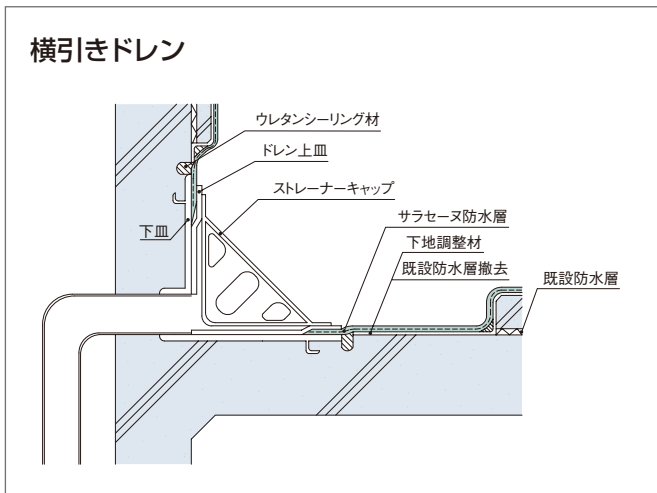 横引きドレン
ウレタンシーリング材
ドレン上皿
ストレーナーキャップ
下皿
サラセーヌ防水層
下地調整材
既設防水層撤去
既設防水層